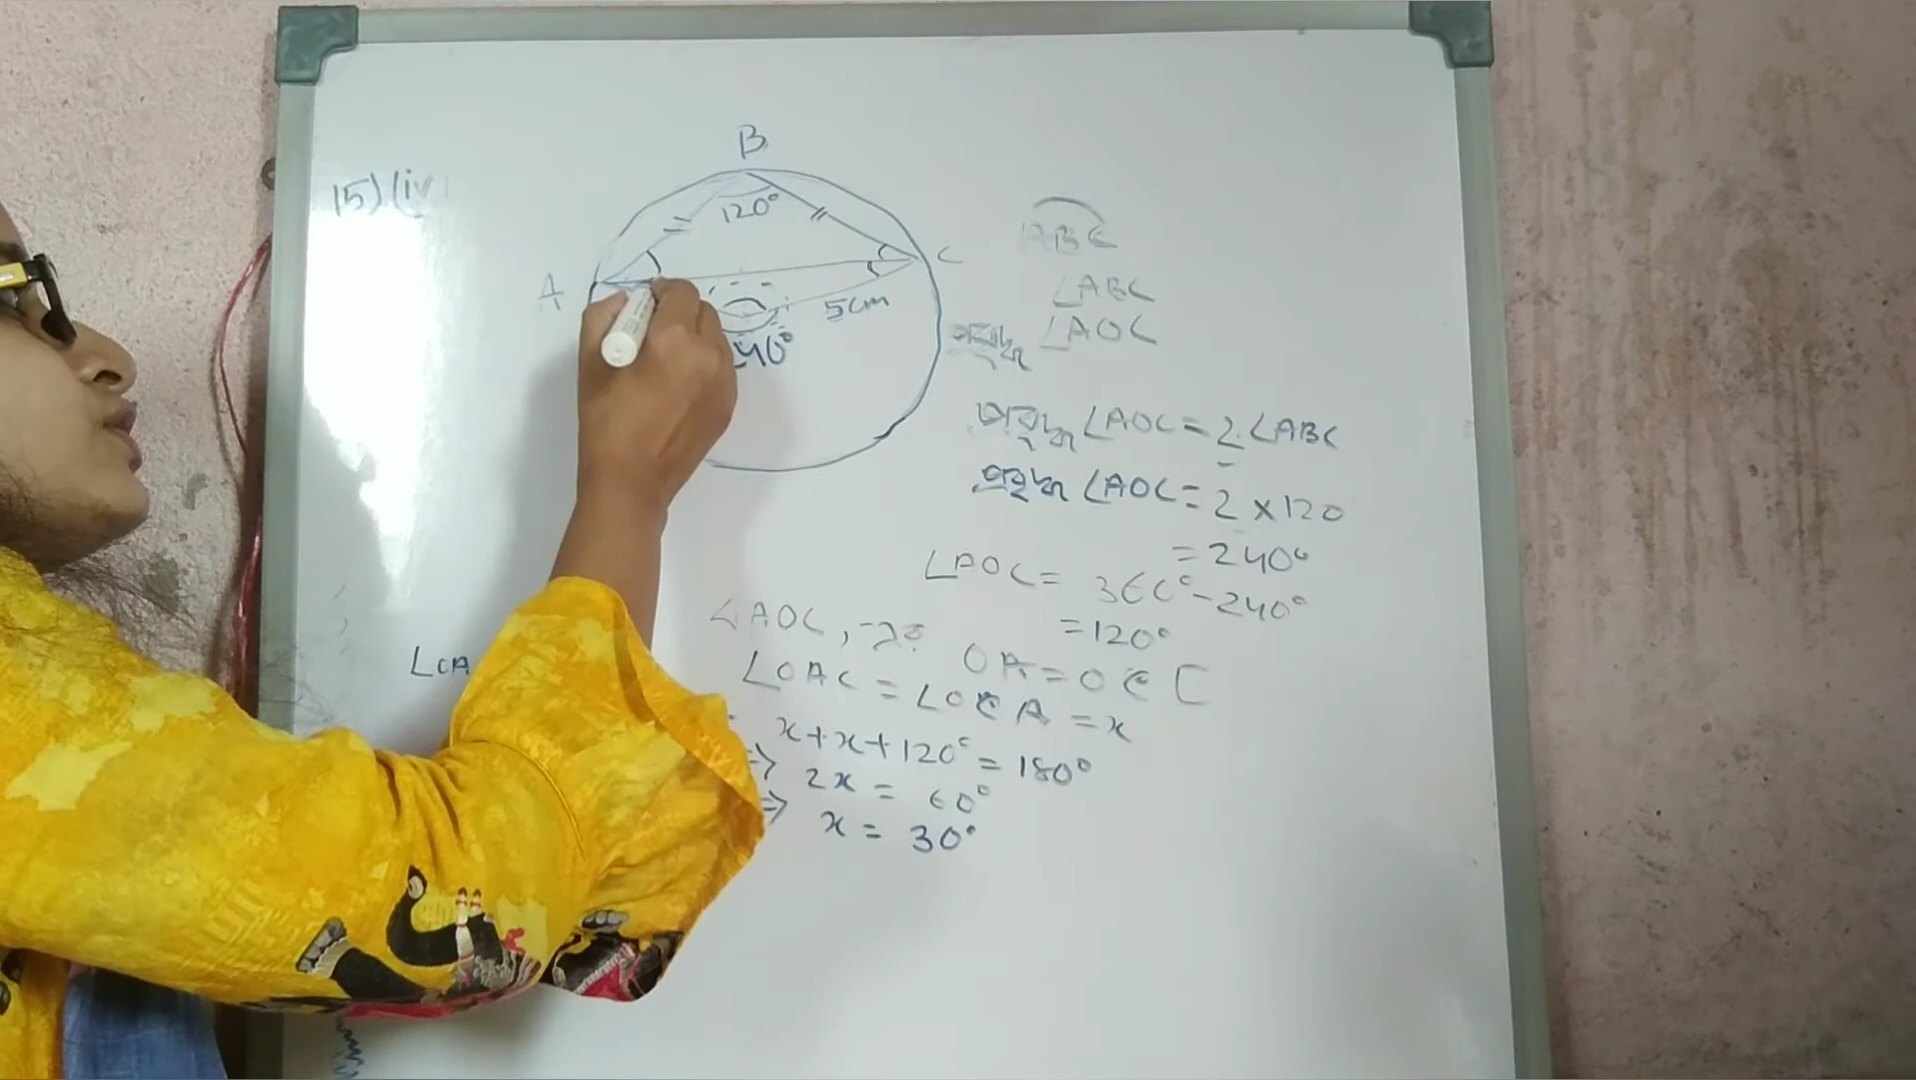 15) (iv)
B
120°
A
C
5cm
240°
ABC
∠ABC
প্রবৃদ্ধ ∠AOC
প্রবৃদ্ধ ∠AOC = 2 ∠ABC
প্রবৃদ্ধ ∠AOC = 2 × 120
= 240°
∠AOC = 360° - 240°
= 120°
∠AOC, -এর OA = OC [
∠OA
∠OAC = ∠OCA = x
x + x + 120° = 180°
⇒ 2x = 60°
⇒ x = 30°